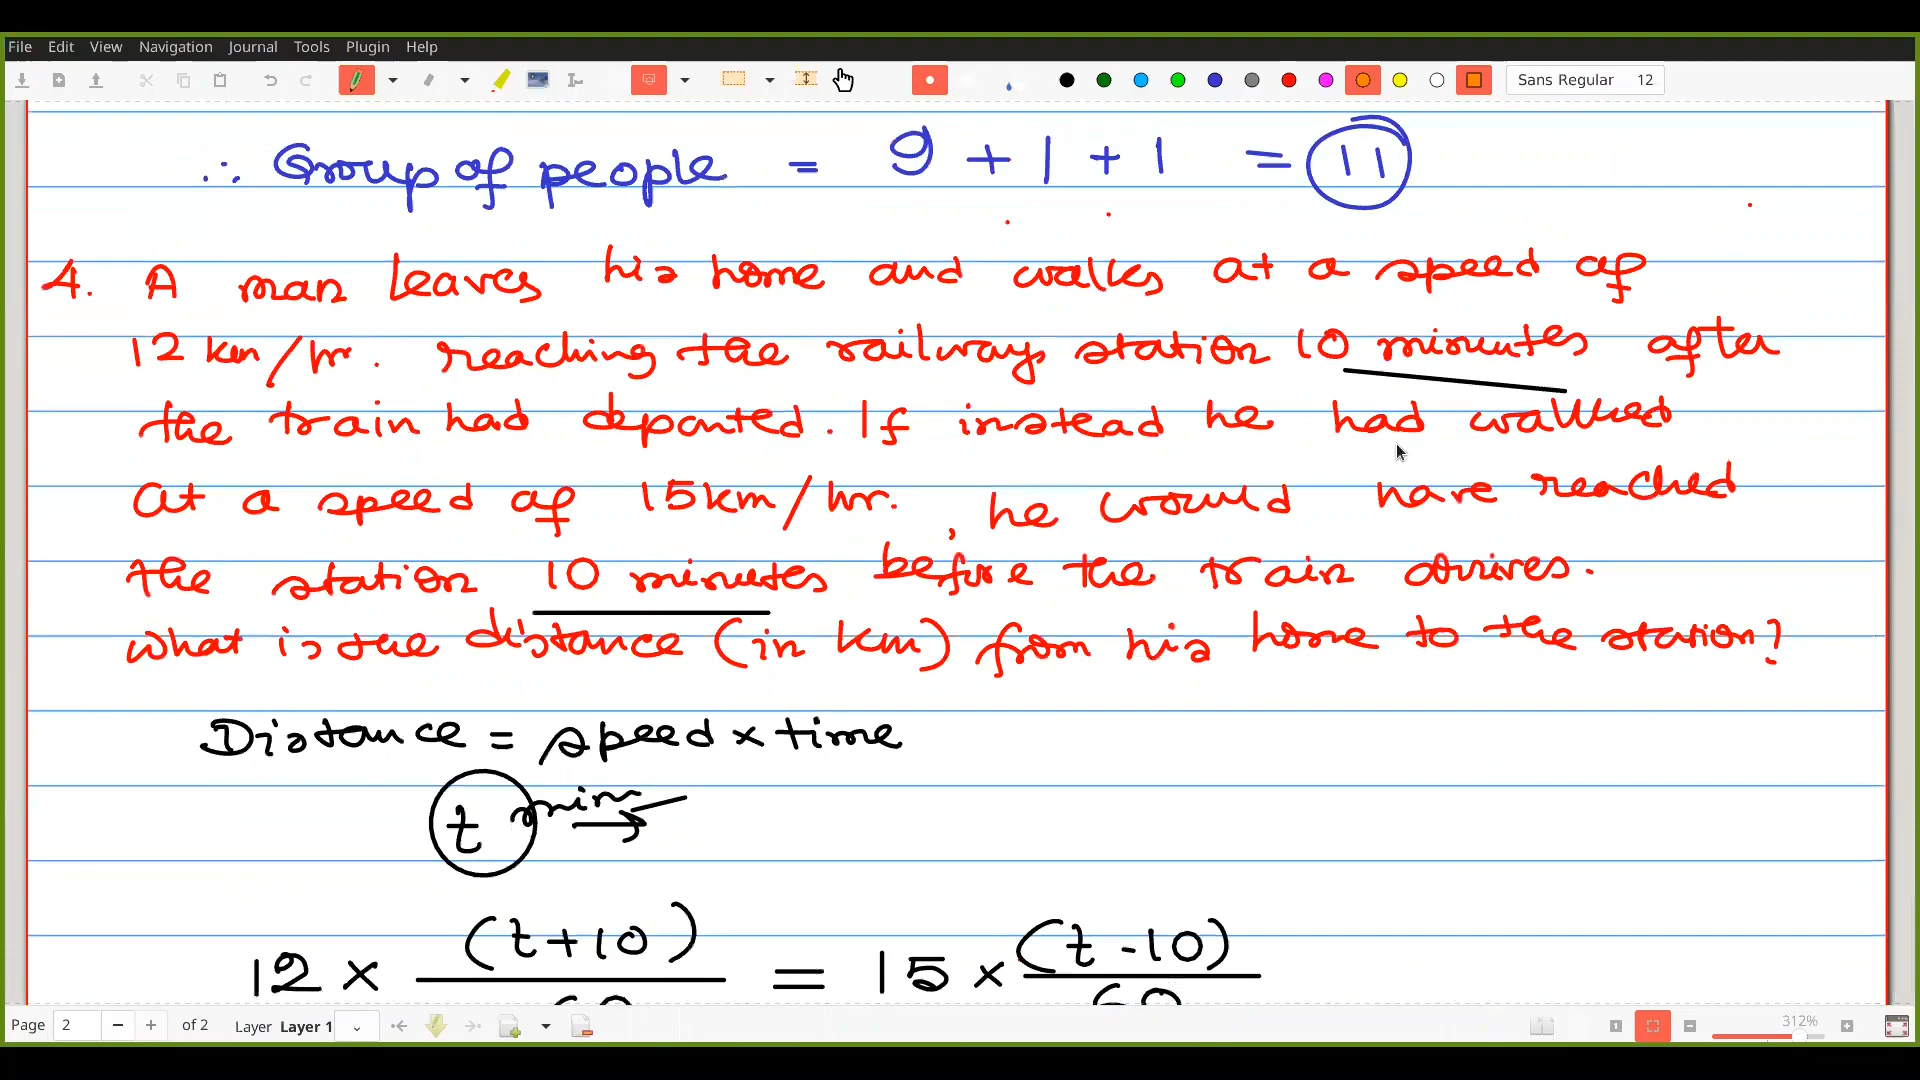 File Edit View Navigation Journal Tools Plugin Help
Sans Regular 12
∴ Group of people = 9 + 1 + 1 = 11
4. A man leaves his home and walks at a speed of
12 km/hr. reaching the railway station 10 minutes after
the train had departed. If instead he had walked
at a speed of 15km/hr., he would have reached
the station 10 minutes before the train arrives.
what is the distance (in km) from his home to the station?
Distance = speed × time
t min →
(t+10) (t-10)
12 × = 15 ×
60 60
Page 2 of 2 Layer Layer 1 312%